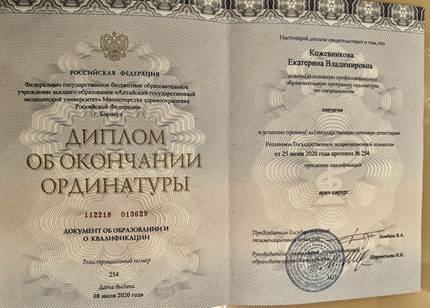 РОССИЙСКАЯ ФЕДЕРАЦИЯ
Федеральное государственное бюджетное образовательное
учреждение высшего образования «Алтайский государственный
медицинский университет» Министерства здравоохранения
Российской Федерации
г. Барнаул
ДИПЛОМ
ОБ ОКОНЧАНИИ
ОРДИНАТУРЫ
112218 013629
ДОКУМЕНТ ОБ ОБРАЗОВАНИИ И
О КВАЛИФИКАЦИИ
Регистрационный номер
254
Дата выдачи
08 июля 2020 года
Настоящий диплом свидетельствует о том, что
Кожевникова
Екатерина Владимировна
освоил(а) основную профессиональную
образовательную программу ординатуры
по специальности
хирургия
и успешно прошел(-ла) государственную итоговую аттестацию
Решением Государственной экзаменационной комиссии
от 25 июня 2020 года протокол № 254
присвоена квалификация
врач-хирург
Председатель Государственной
экзаменационной комиссии
Руководитель организации,
образовательной
М.П.